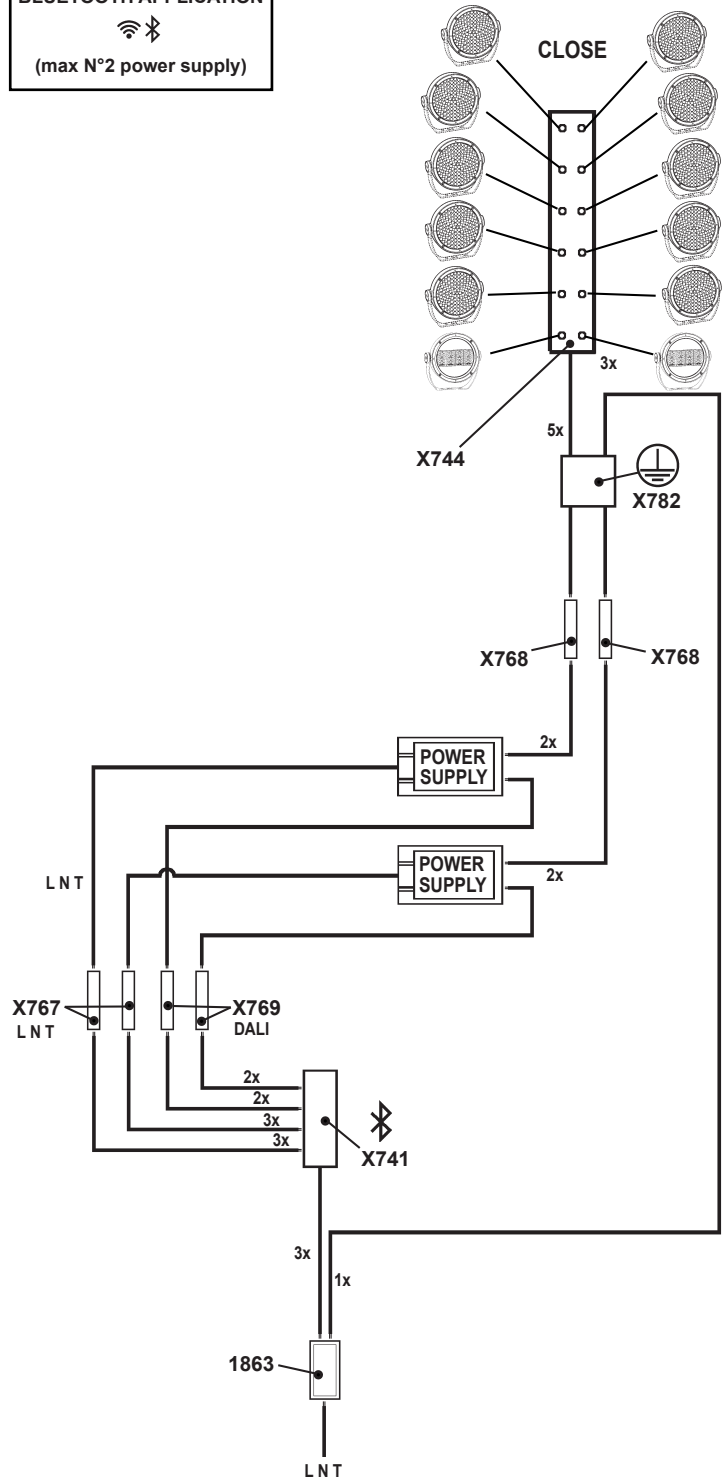 BLUETOOTH APPLICATION
(max N°2 power supply)
CLOSE
3x
5x
X744
X782
X768
X768
2x
POWER
SUPPLY
POWER
SUPPLY
2x
L N T
X767
L N T
X769
DALI
2x
2x
3x
3x
X741
3x
1x
1863
L N T